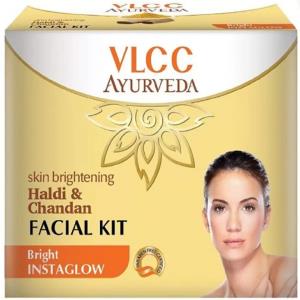 VLCC
AYURVEDA
skin brightening
Haldi &
Chandan
FACIAL KIT
Bright
INSTAGLOW